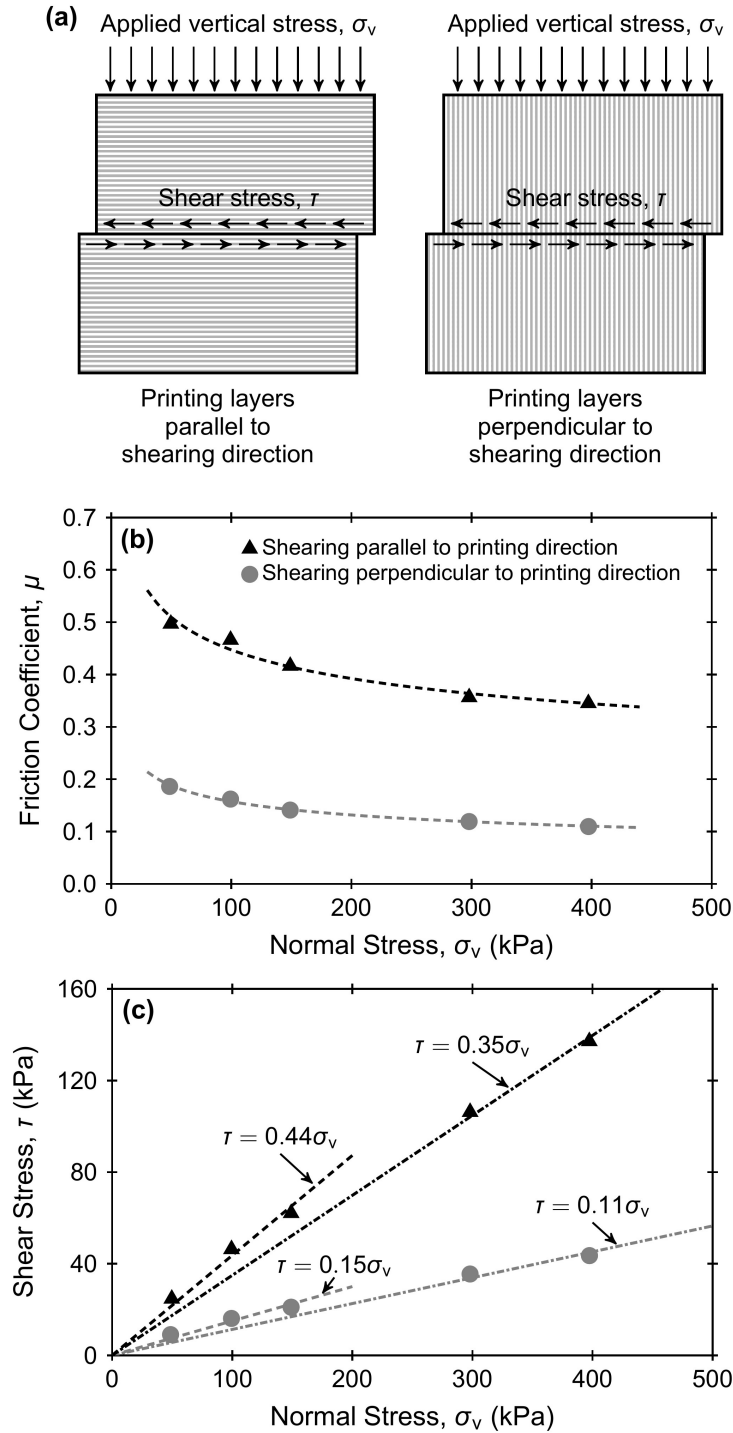 (a)
Applied vertical stress, σv
Applied vertical stress, σv
Shear stress, τ
Shear stress, τ
Printing layers
parallel to
shearing direction
Printing layers
perpendicular to
shearing direction
(b)
Shearing parallel to printing direction
Shearing perpendicular to printing direction
Friction Coefficient, μ
0.7
0.6
0.5
0.4
0.3
0.2
0.1
0.0
0 100 200 300 400 500
Normal Stress, σv (kPa)
(c)
τ = 0.35σv
τ = 0.44σv
τ = 0.11σv
τ = 0.15σv
Shear Stress, τ (kPa)
160
120
80
40
0
0 100 200 300 400 500
Normal Stress, σv (kPa)